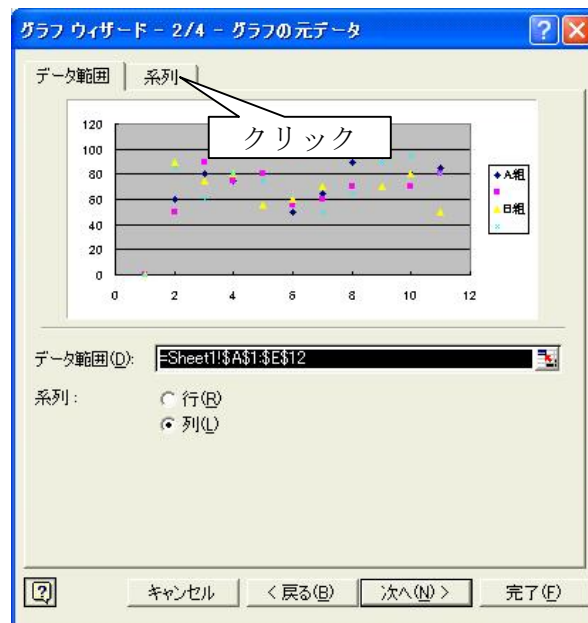 グラフ ウィザード - 2/4 - グラフの元データ
データ範囲
系列
クリック
120
100
80
60
40
20
0
0 2 4 6 8 10 12
A組
B組
データ範囲(D): =Sheet1!$A$1:$E$12
系列:
行(R)
列(L)
キャンセル
< 戻る(B)
次へ(N) >
完了(F)